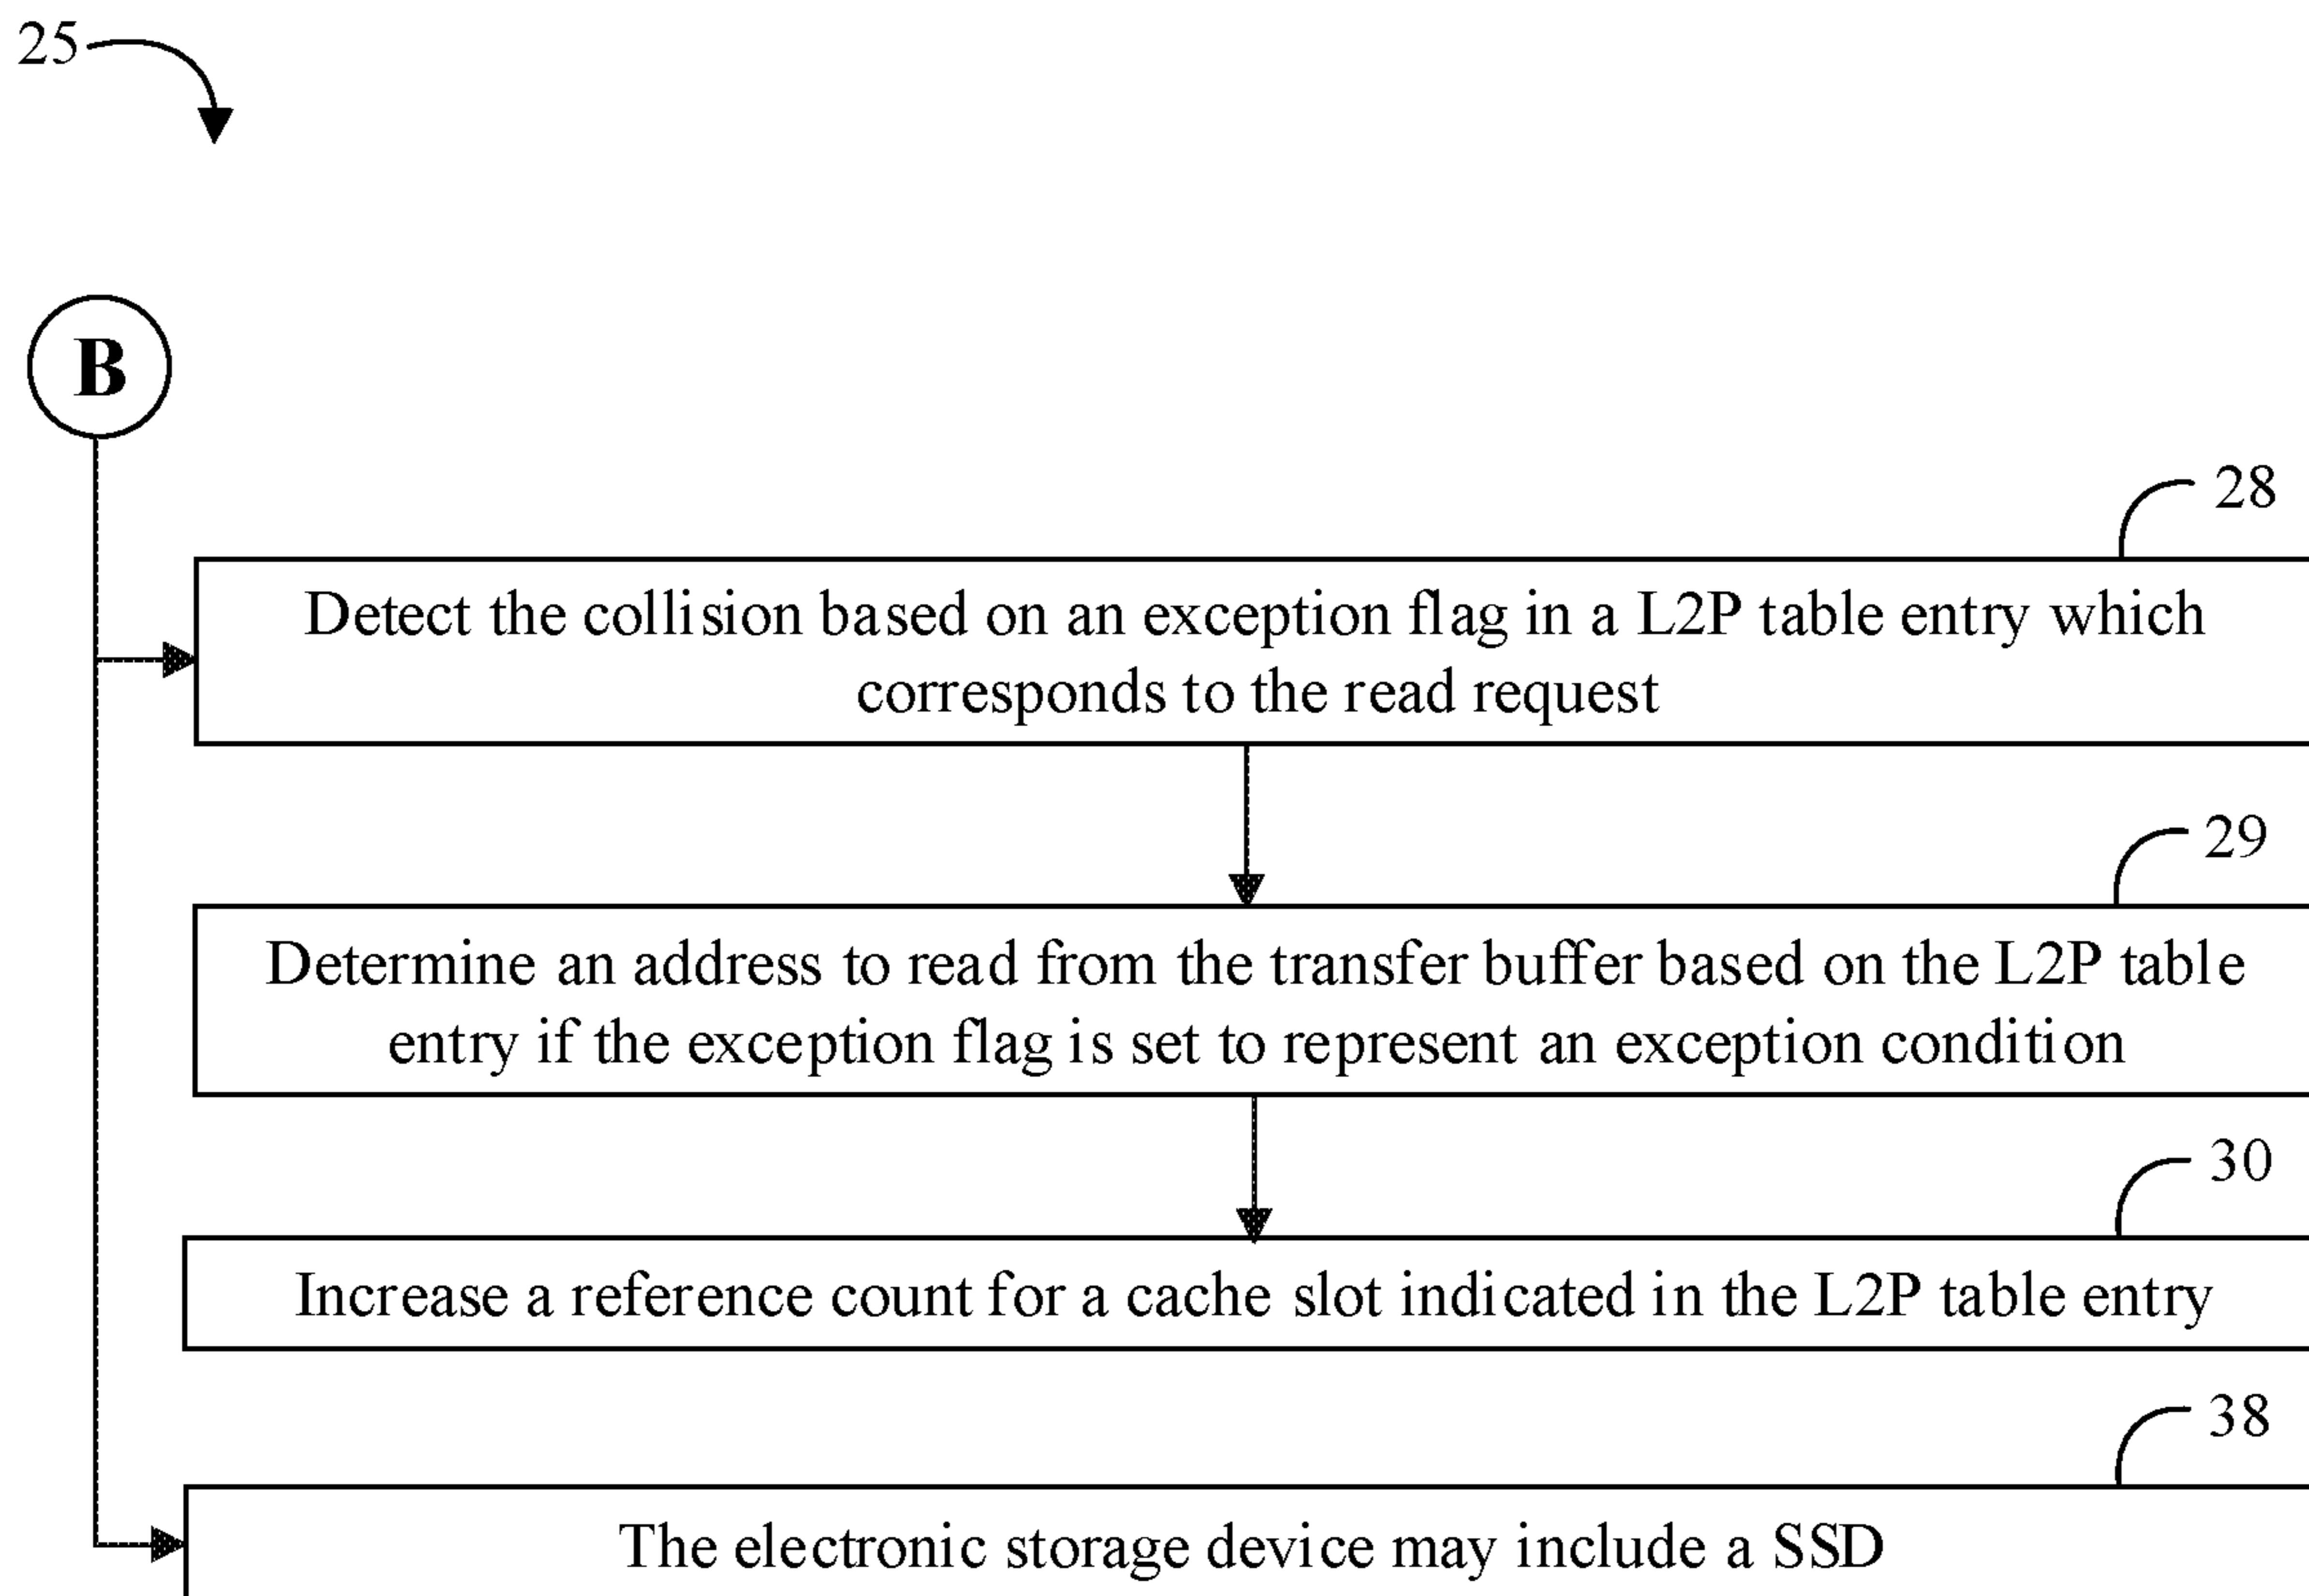 25
B
28
Detect the collision based on an exception flag in a L2P table entry which
corresponds to the read request
29
Determine an address to read from the transfer buffer based on the L2P table
entry if the exception flag is set to represent an exception condition
30
Increase a reference count for a cache slot indicated in the L2P table entry
38
The electronic storage device may include a SSD